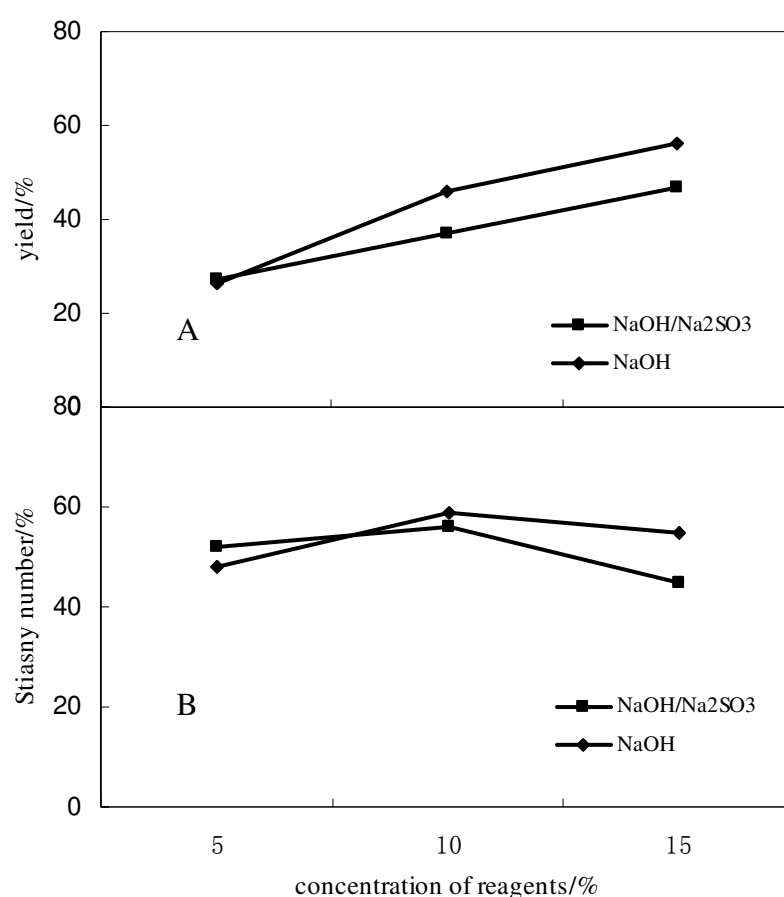 80
60
40
20
yield/%
A
NaOH/Na2SO3
NaOH
80
60
40
20
0
Stiasny number/%
B
NaOH/Na2SO3
NaOH
5 10 15
concentration of reagents/%